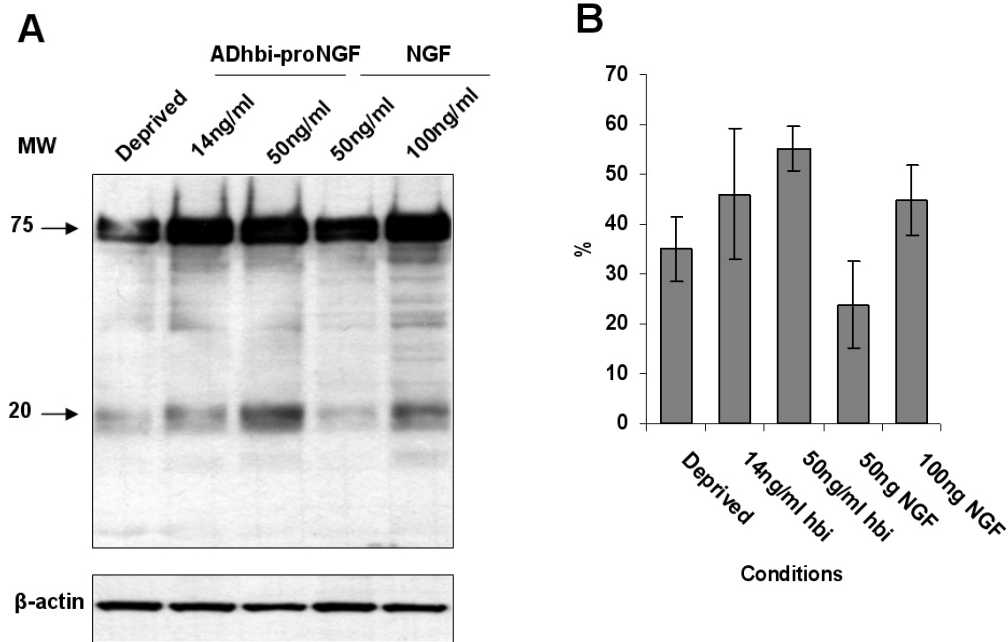 A
ADhbi-proNGF NGF
Deprived 14ng/ml 50ng/ml 50ng/ml 100ng/ml
MW
75
20
β-actin
B
70
60
50
40
30
20
10
0
%
Deprived 14ng/ml hbi 50ng/ml hbi 50ng NGF 100ng NGF
Conditions